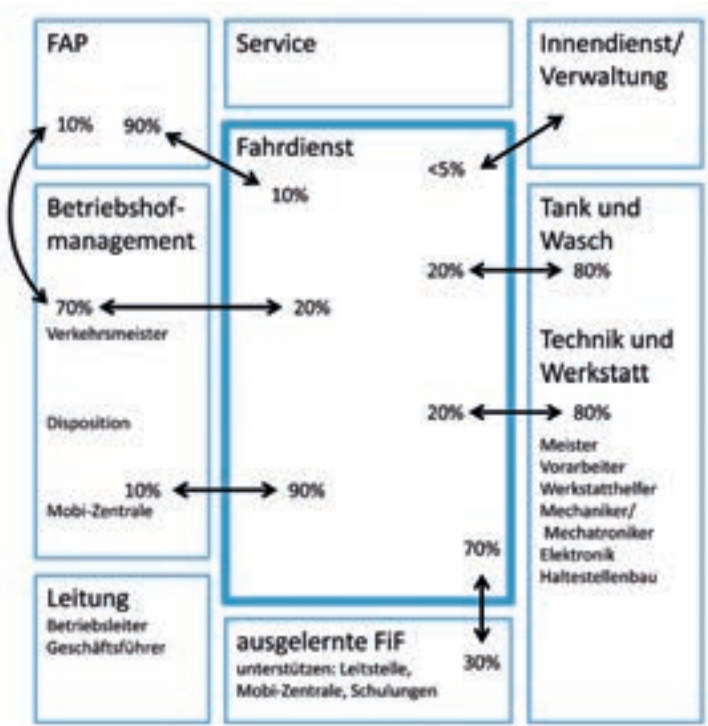 FAP
10% 90%
Betriebshof-
management
70%
Verkehrsmeister
Disposition
10%
Mobi-Zentrale
Leitung
Betriebsleiter
Geschäftsführer
Service
Fahrdienst
10%
<5%
20%
20%
20%
90%
70%
ausgelernte FiF
unterstützen: Leitstelle,
Mobi-Zentrale, Schulungen
30%
Innendienst/
Verwaltung
Tank und
Wasch
80%
Technik und
Werkstatt
80%
Meister
Vorarbeiter
Werkstatthelfer
Mechaniker/
Mechatroniker
Elektronik
Haltestellenbau